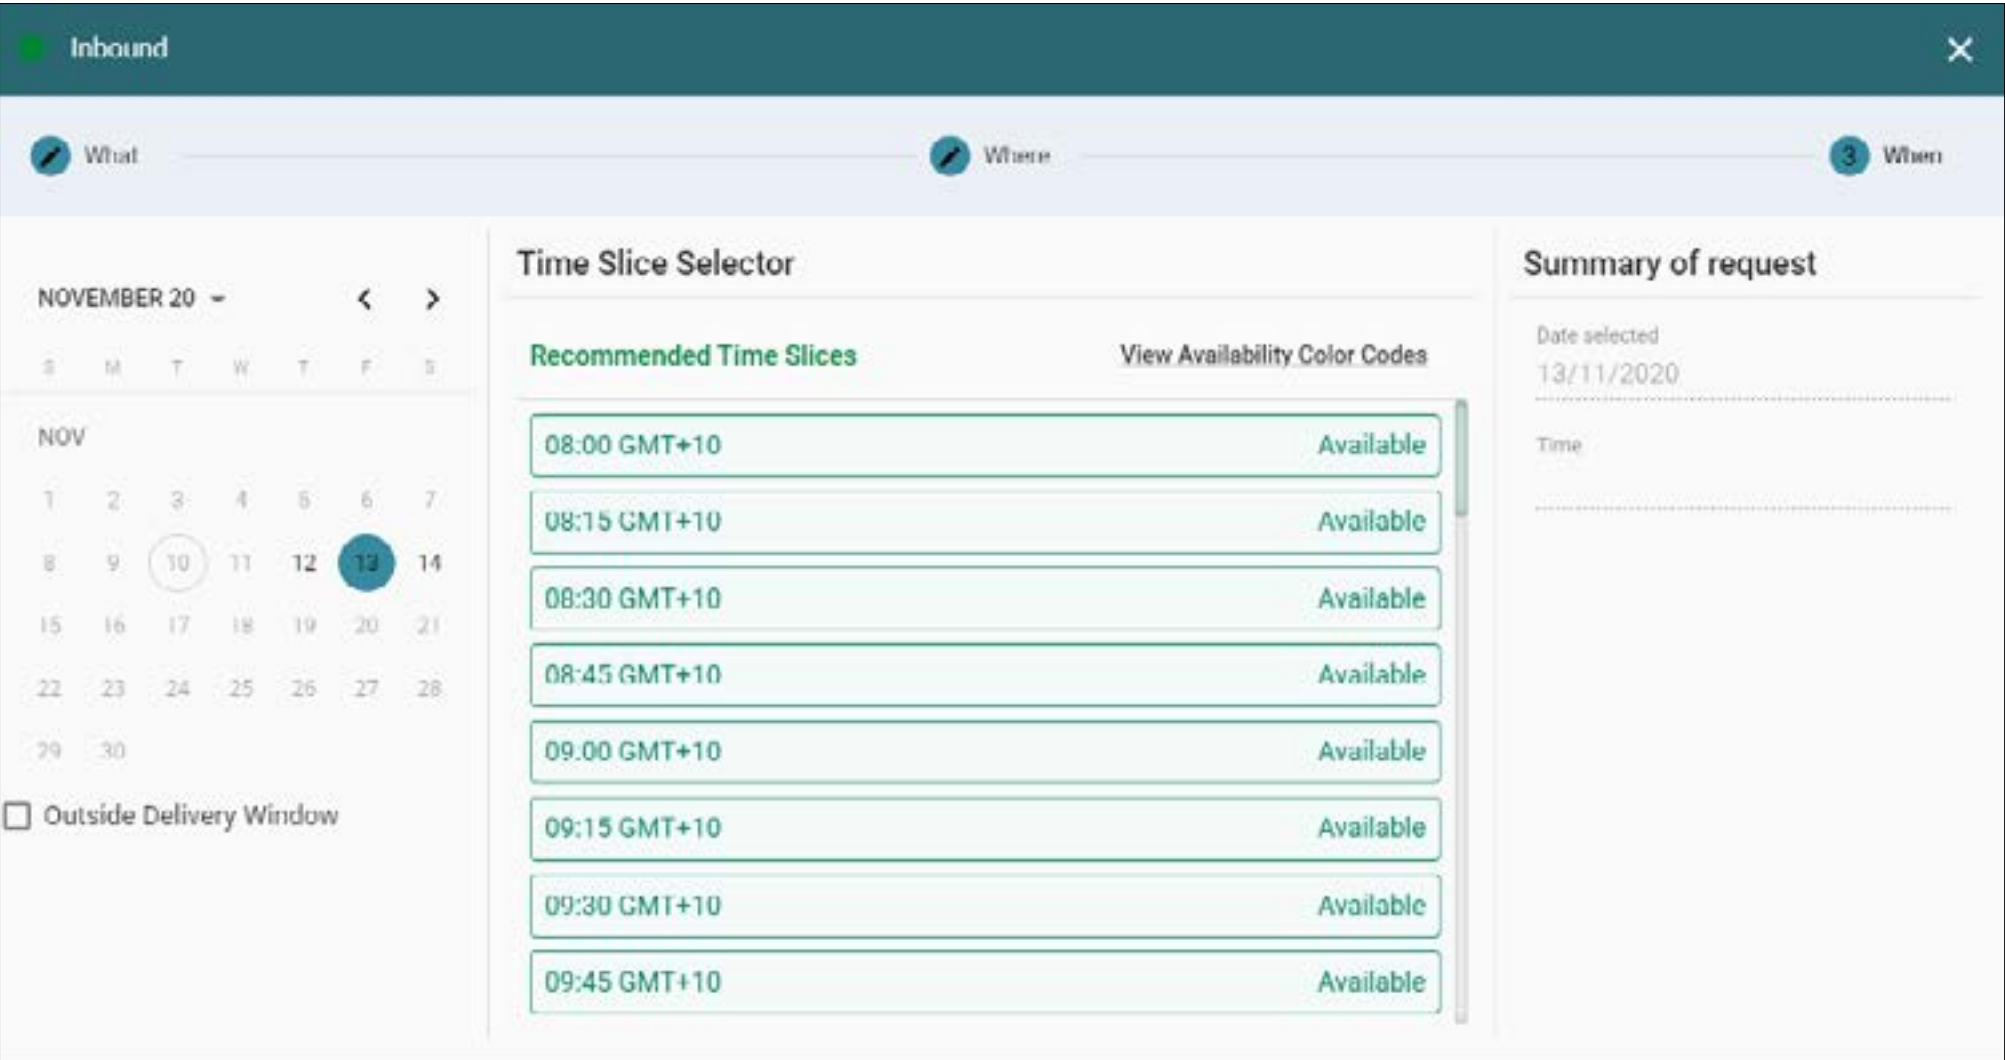 Inbound
What
Where
3 When
NOVEMBER 20
S M T W T F S
NOV
1 2 3 4 5 6 7
8 9 10 11 12 13 14
15 16 17 18 19 20 21
22 23 24 25 26 27 28
29 30
Outside Delivery Window
Time Slice Selector
Recommended Time Slices View Availability Color Codes
08:00 GMT+10 Available
08:15 GMT+10 Available
08:30 GMT+10 Available
08:45 GMT+10 Available
09:00 GMT+10 Available
09:15 GMT+10 Available
09:30 GMT+10 Available
09:45 GMT+10 Available
Summary of request
Date selected
13/11/2020
Time